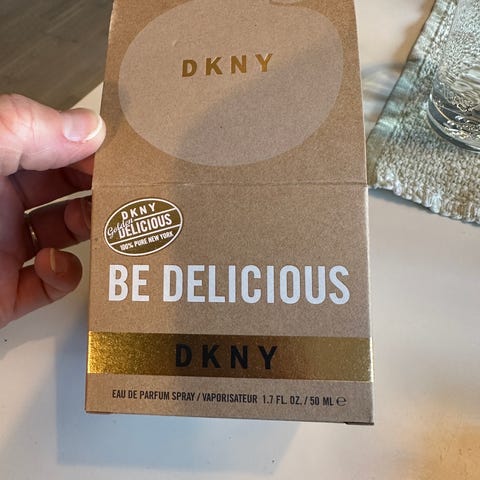 DKNY
DKNY
Golden
DELICIOUS
100% PURE NEW YORK
BE DELICIOUS
DKNY
EAU DE PARFUM SPRAY / VAPORISATEUR 1.7 FL. OZ. / 50 ML ℮